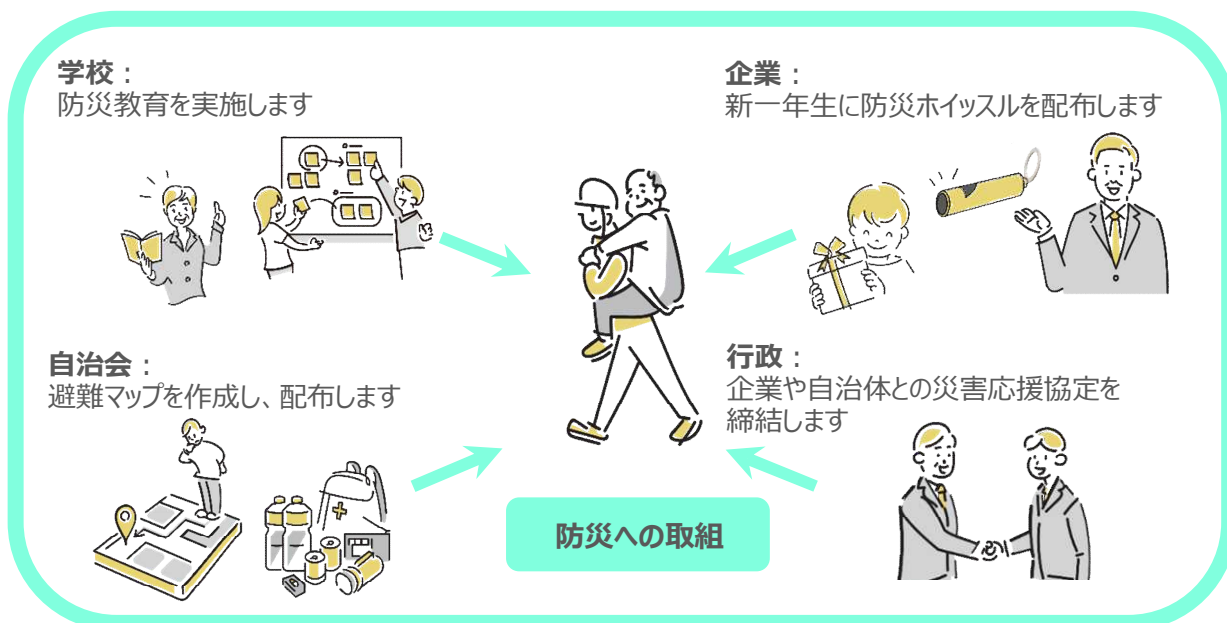 学校：
防災教育を実施します
企業：
新一年生に防災ホイッスルを配布します
自治会：
避難マップを作成し、配布します
行政：
企業や自治体との災害応援協定を
締結します
防災への取組